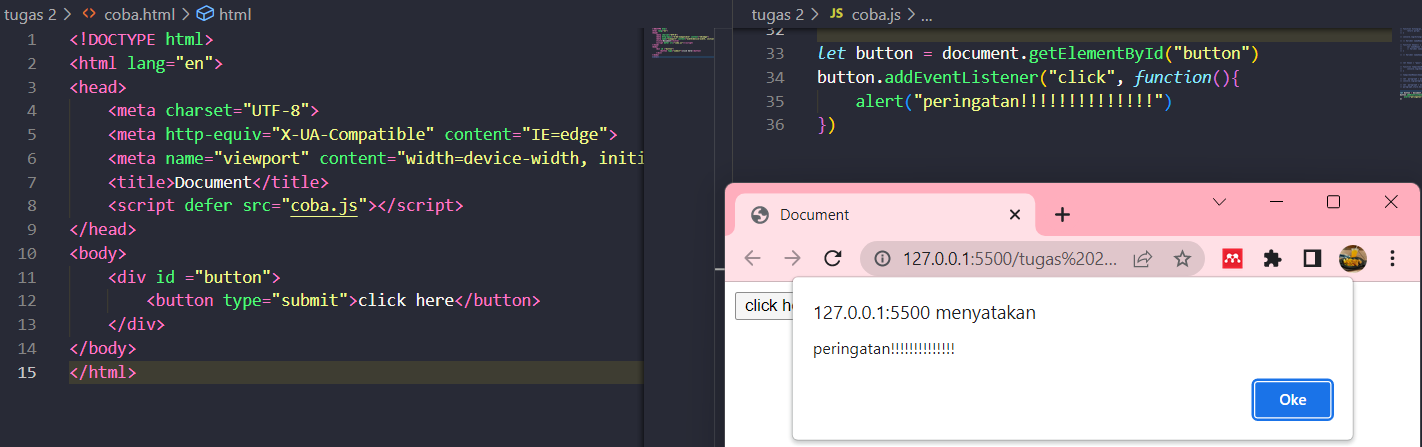 tugas 2 > coba.html > html
1 <!DOCTYPE html>
2 <html lang="en">
3 <head>
4 <meta charset="UTF-8">
5 <meta http-equiv="X-UA-Compatible" content="IE=edge">
6 <meta name="viewport" content="width=device-width, initi
7 <title>Document</title>
8 <script defer src="coba.js"></script>
9 </head>
10 <body>
11 <div id ="button">
12 <button type="submit">click here</button>
13 </div>
14 </body>
15 </html>
tugas 2 > JS coba.js > ...
32
33 let button = document.getElementById("button")
34 button.addEventListener("click", function(){
35 alert("peringatan!!!!!!!!!!!!!!")
36 })
Document
127.0.0.1:5500/tugas%202...
click he
127.0.0.1:5500 menyatakan
peringatan!!!!!!!!!!!!!!
Oke